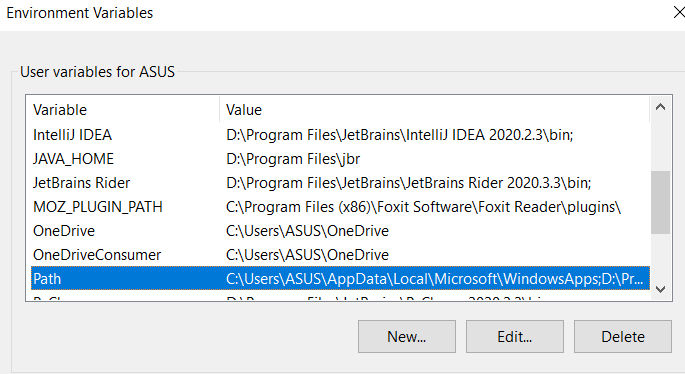 Environment Variables
User variables for ASUS
Variable Value
IntelliJ IDEA D:\Program Files\JetBrains\IntelliJ IDEA 2020.2.3\bin;
JAVA_HOME D:\Program Files\jbr
JetBrains Rider D:\Program Files\JetBrains\JetBrains Rider 2020.3.3\bin;
MOZ_PLUGIN_PATH C:\Program Files (x86)\Foxit Software\Foxit Reader\plugins\
OneDrive C:\Users\ASUS\OneDrive
OneDriveConsumer C:\Users\ASUS\OneDrive
Path C:\Users\ASUS\AppData\Local\Microsoft\WindowsApps;D:\Pr...
New... Edit... Delete